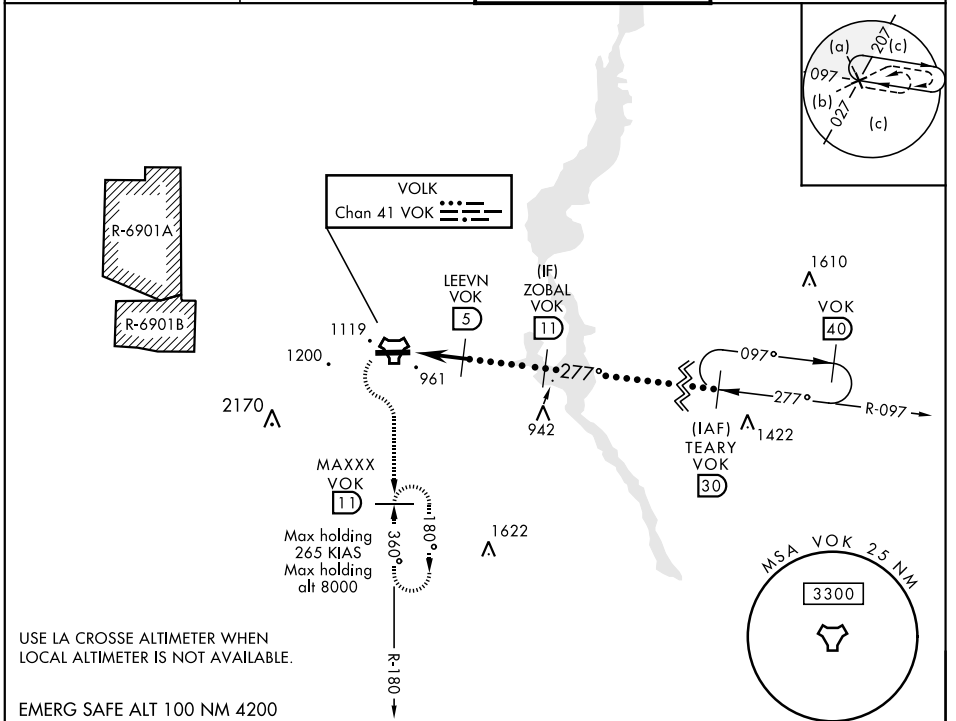 (a)
207
(c)
097
(b)
027
(c)
VOLK
Chan 41 VOK
R-6901A
R-6901B
1119
1200
961
2170
LEEVN
VOK
5
(IF)
ZOBAL
VOK
11
277°
942
1610
VOK
40
097°
277°
R-097
(IAF)
TEARY
VOK
30
1422
MAXXX
VOK
11
Max holding
265 KIAS
Max holding
alt 8000
360°
180°
1622
R-180
MSA VOK 25 NM
3300
USE LA CROSSE ALTIMETER WHEN
LOCAL ALTIMETER IS NOT AVAILABLE.
EMERG SAFE ALT 100 NM 4200